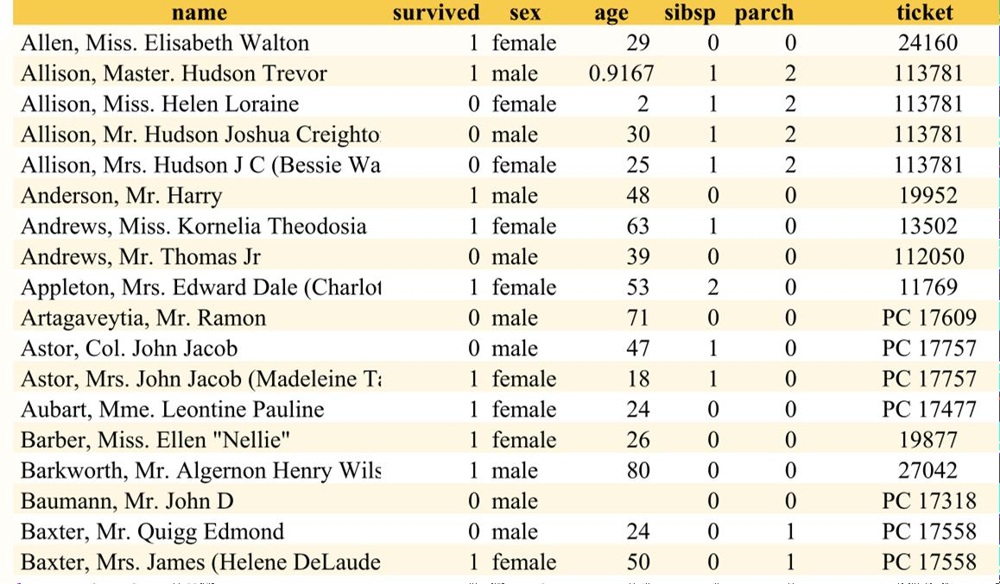 name survived sex age sibsp parch ticket
Allen, Miss. Elisabeth Walton 1 female 29 0 0 24160
Allison, Master. Hudson Trevor 1 male 0.9167 1 2 113781
Allison, Miss. Helen Loraine 0 female 2 1 2 113781
Allison, Mr. Hudson Joshua Creighto 0 male 30 1 2 113781
Allison, Mrs. Hudson J C (Bessie Wa 0 female 25 1 2 113781
Anderson, Mr. Harry 1 male 48 0 0 19952
Andrews, Miss. Kornelia Theodosia 1 female 63 1 0 13502
Andrews, Mr. Thomas Jr 0 male 39 0 0 112050
Appleton, Mrs. Edward Dale (Charlot 1 female 53 2 0 11769
Artagaveytia, Mr. Ramon 0 male 71 0 0 PC 17609
Astor, Col. John Jacob 0 male 47 1 0 PC 17757
Astor, Mrs. John Jacob (Madeleine Ta 1 female 18 1 0 PC 17757
Aubart, Mme. Leontine Pauline 1 female 24 0 0 PC 17477
Barber, Miss. Ellen "Nellie" 1 female 26 0 0 19877
Barkworth, Mr. Algernon Henry Wils 1 male 80 0 0 27042
Baumann, Mr. John D 0 male 0 0 PC 17318
Baxter, Mr. Quigg Edmond 0 male 24 0 1 PC 17558
Baxter, Mrs. James (Helene DeLaude 1 female 50 0 1 PC 17558